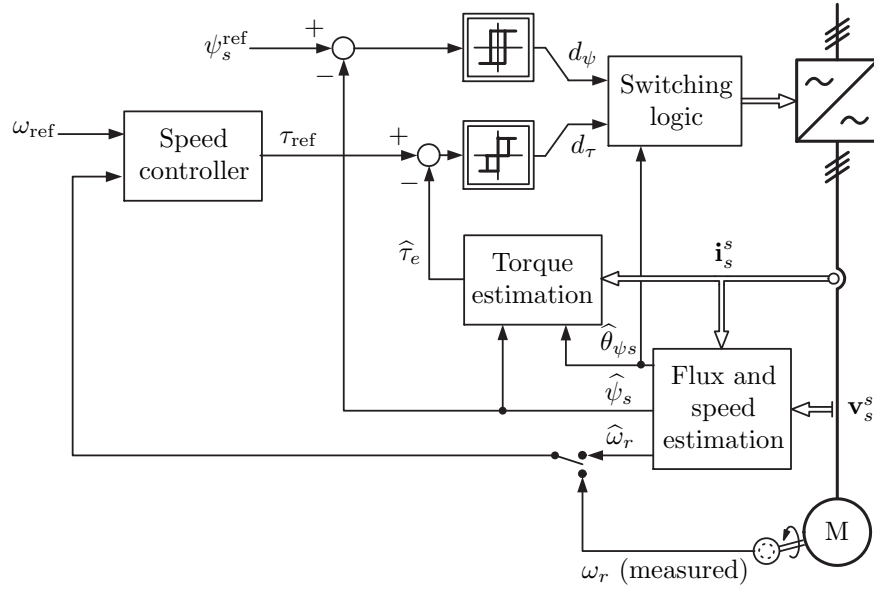 ψ_s^ref
+
−
d_ψ
Switching logic
∼
∼
ω_ref
Speed controller
τ_ref
+
−
d_τ
τ̂_e
Torque estimation
i_s^s
θ̂_ψs
ψ̂_s
Flux and speed estimation
v_s^s
ω̂_r
M
ω_r (measured)